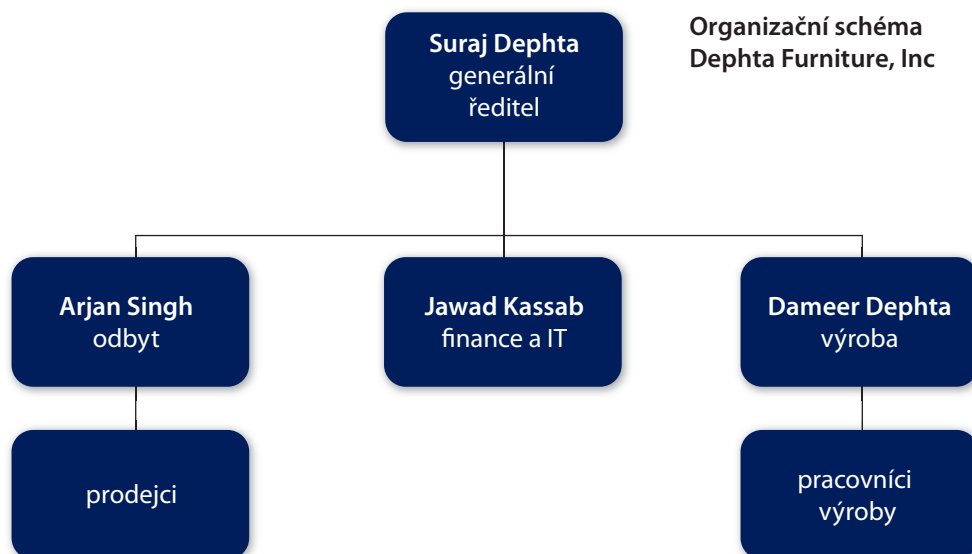 Organizační schéma
Dephta Furniture, Inc
Suraj Dephta
generální
ředitel
Arjan Singh
odbyt
Jawad Kassab
finance a IT
Dameer Dephta
výroba
prodejci
pracovníci
výroby